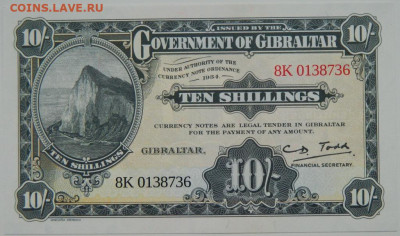 COINS.LAVE.RU
10/-
ISSUED BY THE
10/-
GOVERNMENT OF GIBRALTAR
UNDER AUTHORITY OF THE
CURRENCY NOTE ORDINANCE
1934
8K 0138736
TEN SHILLINGS
CURRENCY NOTES ARE LEGAL TENDER IN GIBRALTAR
FOR THE PAYMENT OF ANY AMOUNT.
GIBRALTAR,
C D Todd
FINANCIAL SECRETARY.
TEN SHILLINGS
8K 0138736
10/-
10/-
10/-